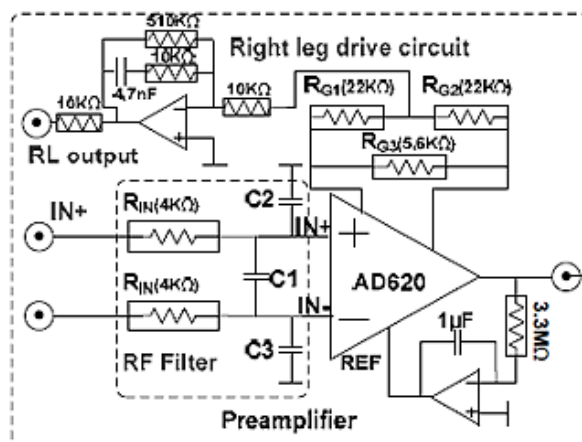 510KΩ
Right leg drive circuit
10KΩ
4,7nF
10KΩ
10KΩ
RL output
RG1(22KΩ)
RG2(22KΩ)
RG3(5,6KΩ)
IN+
RIN(4KΩ)
C2
IN+
C1
AD620
RIN(4KΩ)
IN-
C3
RF Filter
REF
1µF
3.3MΩ
Preamplifier